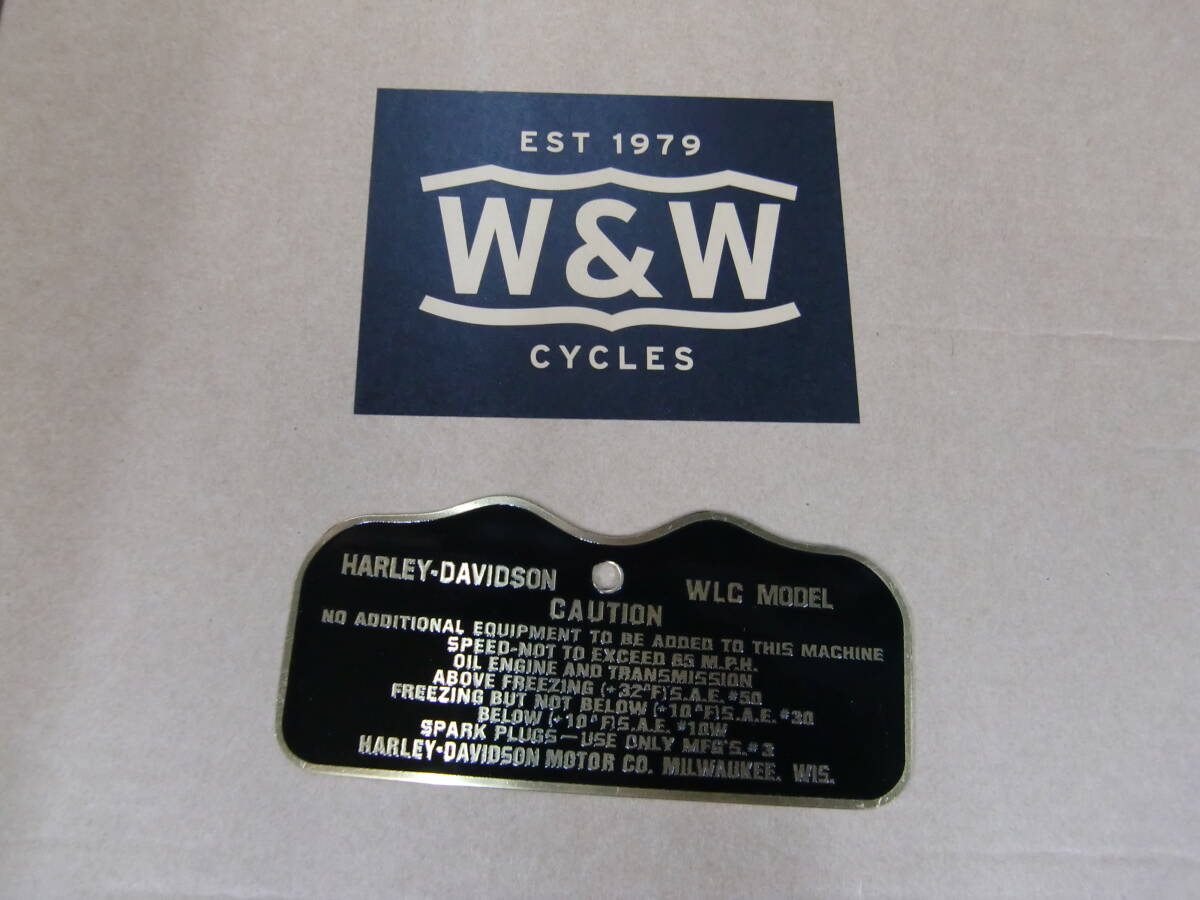 EST 1979
W&W
CYCLES
HARLEY-DAVIDSON WLC MODEL
CAUTION
NO ADDITIONAL EQUIPMENT TO BE ADDED TO THIS MACHINE
SPEED-NOT TO EXCEED 65 M.P.H.
OIL ENGINE AND TRANSMISSION
ABOVE FREEZING (+32°F) S.A.E. #50
FREEZING BUT NOT BELOW (+10°F) S.A.E. #30
BELOW (+10°F) S.A.E. #10W
SPARK PLUGS—USE ONLY MFG'S. #3
HARLEY-DAVIDSON MOTOR CO. MILWAUKEE. WIS.